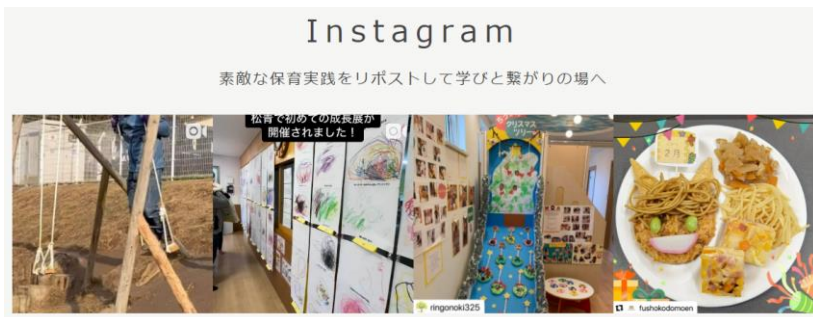 Instagram
素敵な保育実践をリポストして学びと繋がりの場へ
松青で初めての成長展が
開催されました！
クリスマス
ツリー
2月
ringonoki325
fushokodomoen